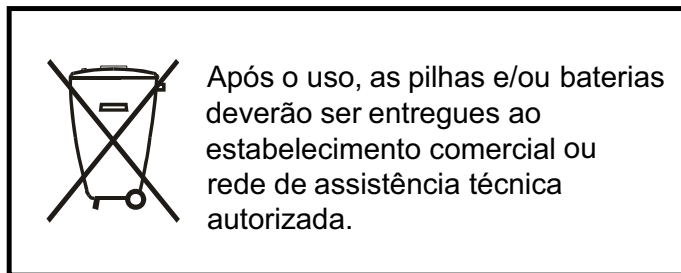 Após o uso, as pilhas e/ou baterias
deverão ser entregues ao
estabelecimento comercial ou
rede de assistência técnica
autorizada.